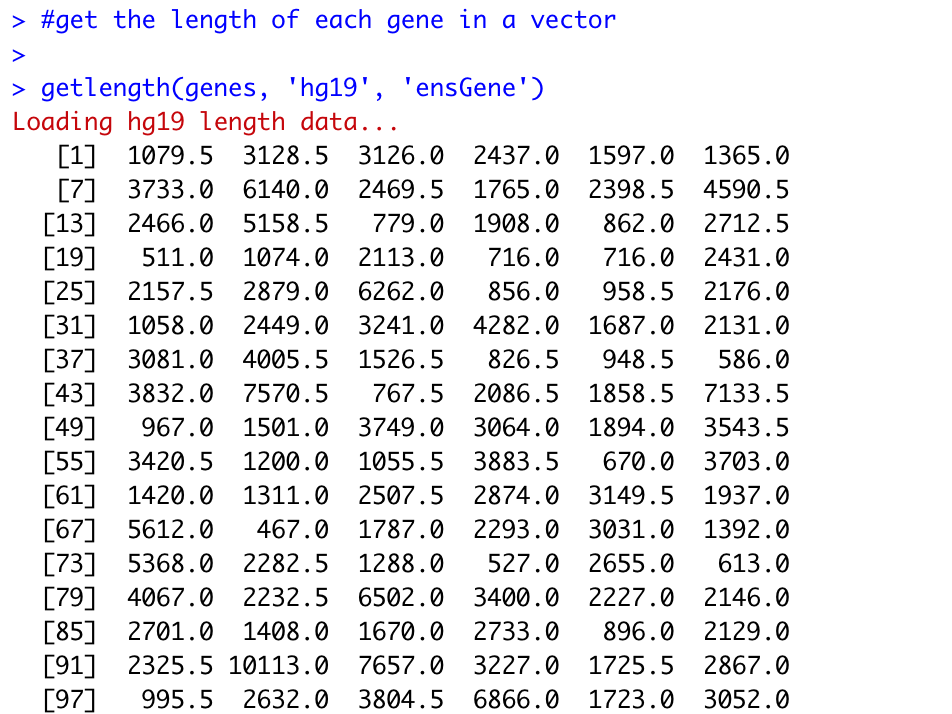 > #get the length of each gene in a vector
>
> getlength(genes, 'hg19', 'ensGene')
Loading hg19 length data...
[1] 1079.5 3128.5 3126.0 2437.0 1597.0 1365.0
[7] 3733.0 6140.0 2469.5 1765.0 2398.5 4590.5
[13] 2466.0 5158.5 779.0 1908.0 862.0 2712.5
[19] 511.0 1074.0 2113.0 716.0 716.0 2431.0
[25] 2157.5 2879.0 6262.0 856.0 958.5 2176.0
[31] 1058.0 2449.0 3241.0 4282.0 1687.0 2131.0
[37] 3081.0 4005.5 1526.5 826.5 948.5 586.0
[43] 3832.0 7570.5 767.5 2086.5 1858.5 7133.5
[49] 967.0 1501.0 3749.0 3064.0 1894.0 3543.5
[55] 3420.5 1200.0 1055.5 3883.5 670.0 3703.0
[61] 1420.0 1311.0 2507.5 2874.0 3149.5 1937.0
[67] 5612.0 467.0 1787.0 2293.0 3031.0 1392.0
[73] 5368.0 2282.5 1288.0 527.0 2655.0 613.0
[79] 4067.0 2232.5 6502.0 3400.0 2227.0 2146.0
[85] 2701.0 1408.0 1670.0 2733.0 896.0 2129.0
[91] 2325.5 10113.0 7657.0 3227.0 1725.5 2867.0
[97] 995.5 2632.0 3804.5 6866.0 1723.0 3052.0